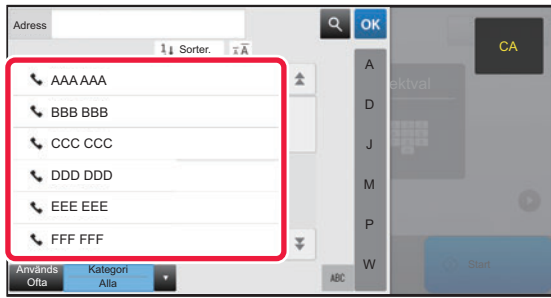 Adress
OK
CA
Sorter.
A
AAA AAA
BBB BBB
CCC CCC
DDD DDD
EEE EEE
FFF FFF
A
D
J
M
P
W
ektval
Start
Används Ofta
Kategori
Alla
ABC